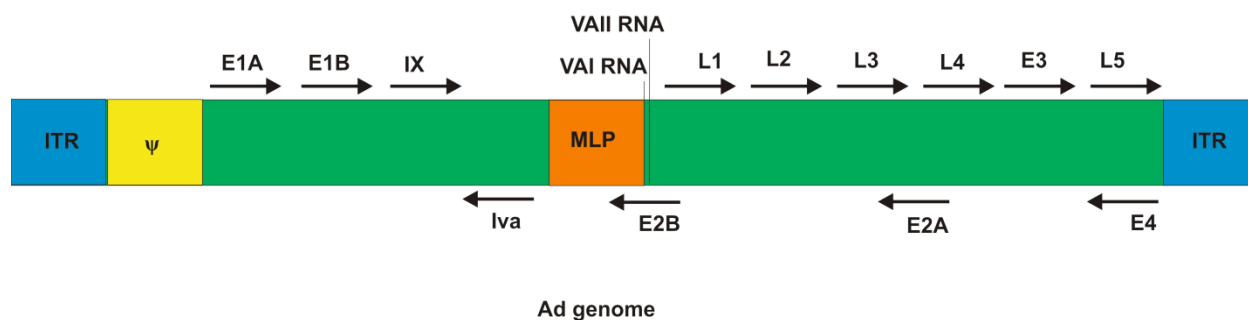 VAII RNA
E1A E1B IX VAI RNA L1 L2 L3 L4 E3 L5
ITR ψ MLP ITR
Iva E2B E2A E4
Ad genome